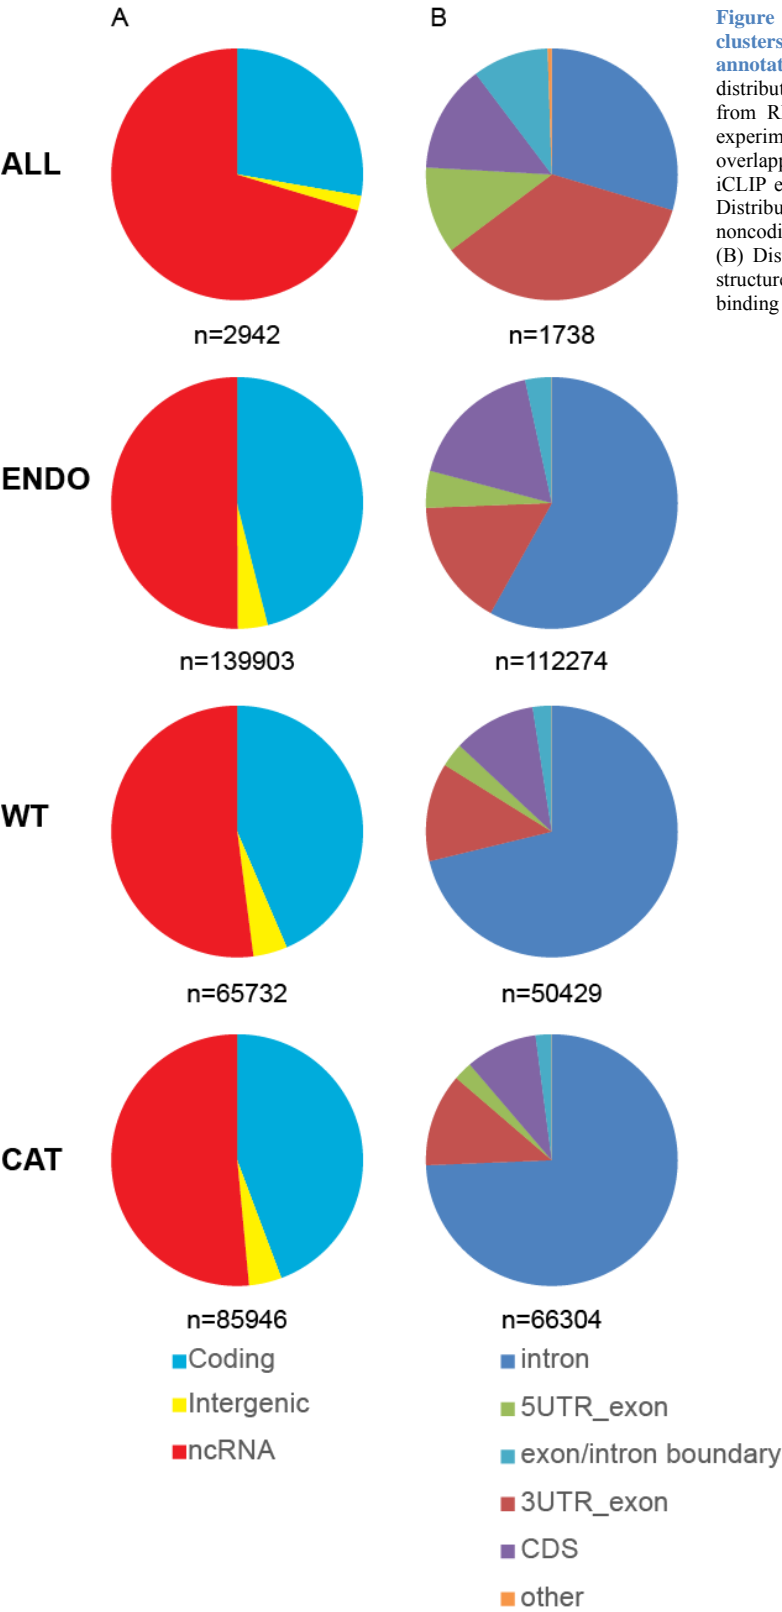 A
B
Figure
clusters
annotat
distribut
from R
experim
overlapp
iCLIP e
Distribu
noncodi
(B) Dis
structure
binding
ALL
n=2942
n=1738
ENDO
n=139903
n=112274
WT
n=65732
n=50429
CAT
n=85946
n=66304
Coding
Intergenic
ncRNA
intron
5UTR_exon
exon/intron boundary
3UTR_exon
CDS
other